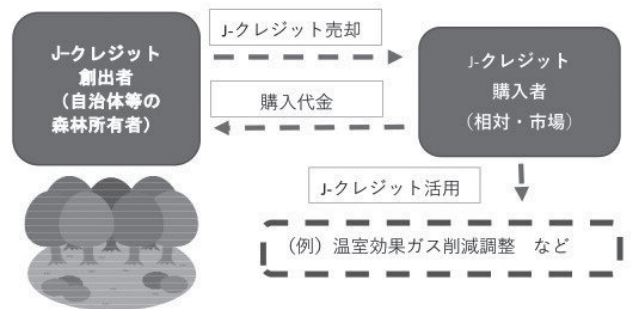 J-クレジット
創出者
（自治体等の
森林所有者）
J-クレジット売却
購入代金
J-クレジット
購入者
（相対・市場）
J-クレジット活用
（例）温室効果ガス削減調整　など